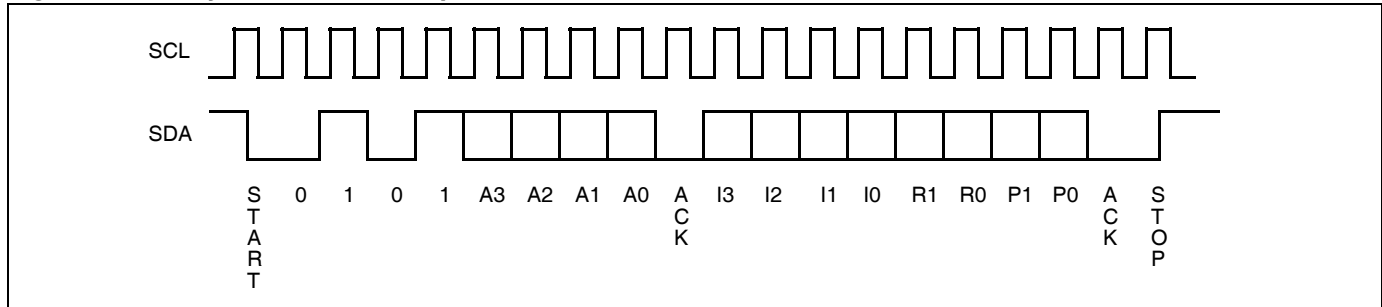 SCL
SDA
START 0 1 0 1 A3 A2 A1 A0 ACK I3 I2 I1 I0 R1 R0 P1 P0 ACK STOP